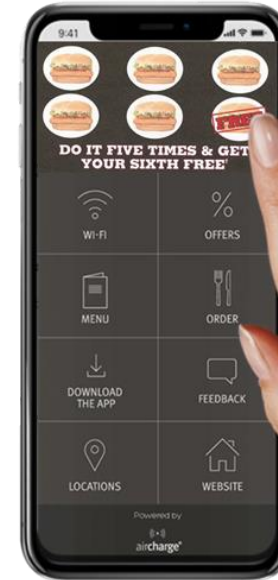 9:41
FREE
DO IT FIVE TIMES & GET
YOUR SIXTH FREE*
WI-FI
OFFERS
MENU
ORDER
DOWNLOAD
THE APP
FEEDBACK
LOCATIONS
WEBSITE
Powered by
aircharge®